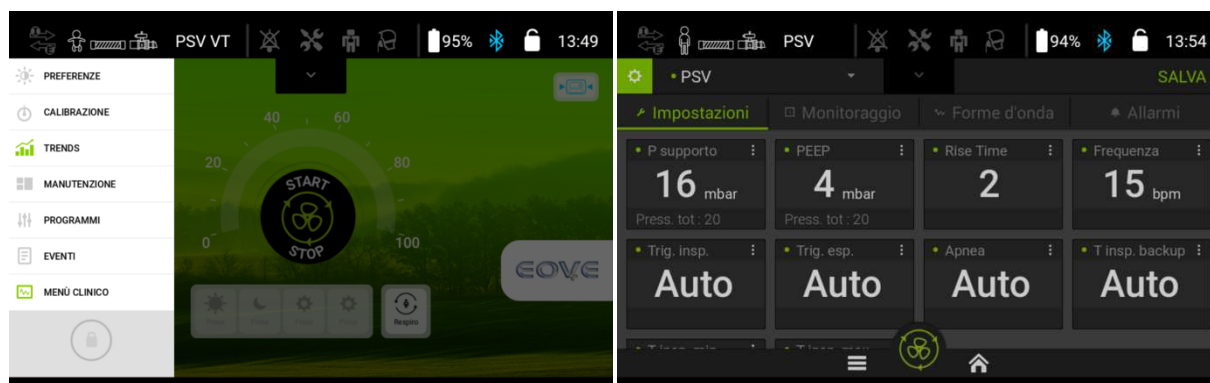 PSV VT 95% 13:49
PREFERENZE
CALIBRAZIONE
TRENDS
MANUTENZIONE
PROGRAMMI
EVENTI
MENÙ CLINICO
40 60
20 80
0 100
START
STOP
EOVE
Respiro
PSV 94% 13:54
• PSV SALVA
Impostazioni Monitoraggio Forme d'onda Allarmi
• P supporto • PEEP • Rise Time • Frequenza
16 mbar 4 mbar 2 15 bpm
Press. tot : 20 Press. tot : 20
• Trig. insp. • Trig. esp. • Apnea • T insp. backup
Auto Auto Auto Auto